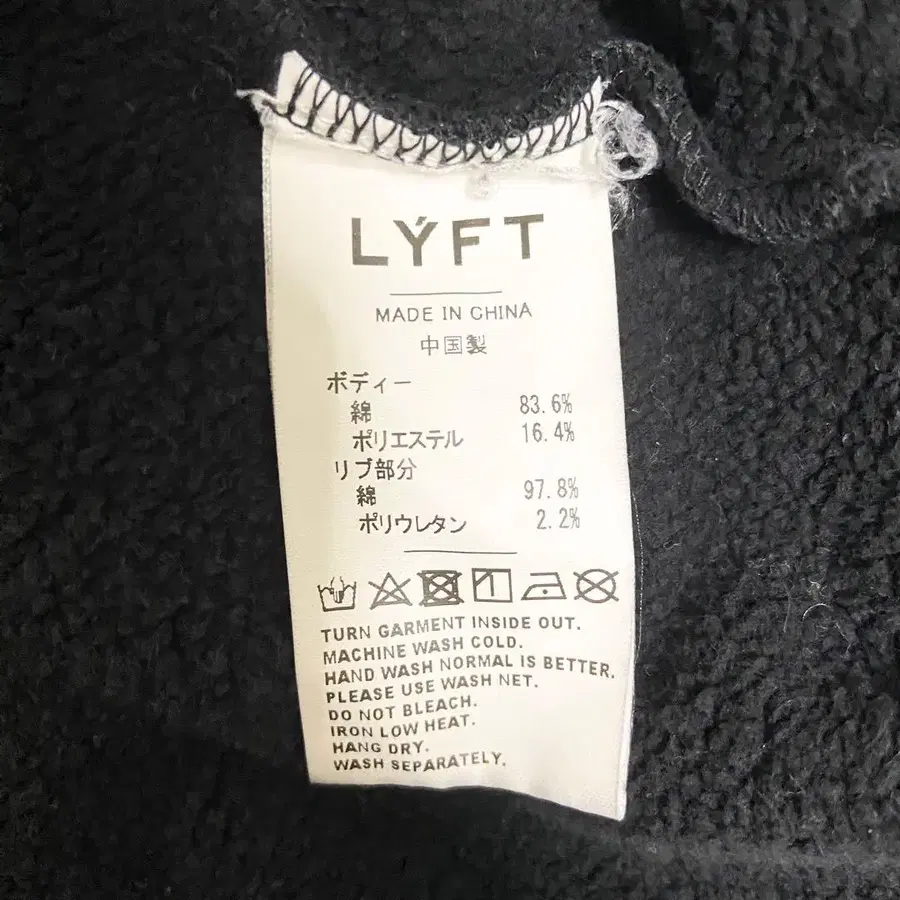 LÝFT
MADE IN CHINA
中国製
ボディー
綿 83.6%
ポリエステル 16.4%
リブ部分
綿 97.8%
ポリウレタン 2.2%
TURN GARMENT INSIDE OUT.
MACHINE WASH COLD.
HAND WASH NORMAL IS BETTER.
PLEASE USE WASH NET.
DO NOT BLEACH.
IRON LOW HEAT.
HANG DRY.
WASH SEPARATELY.